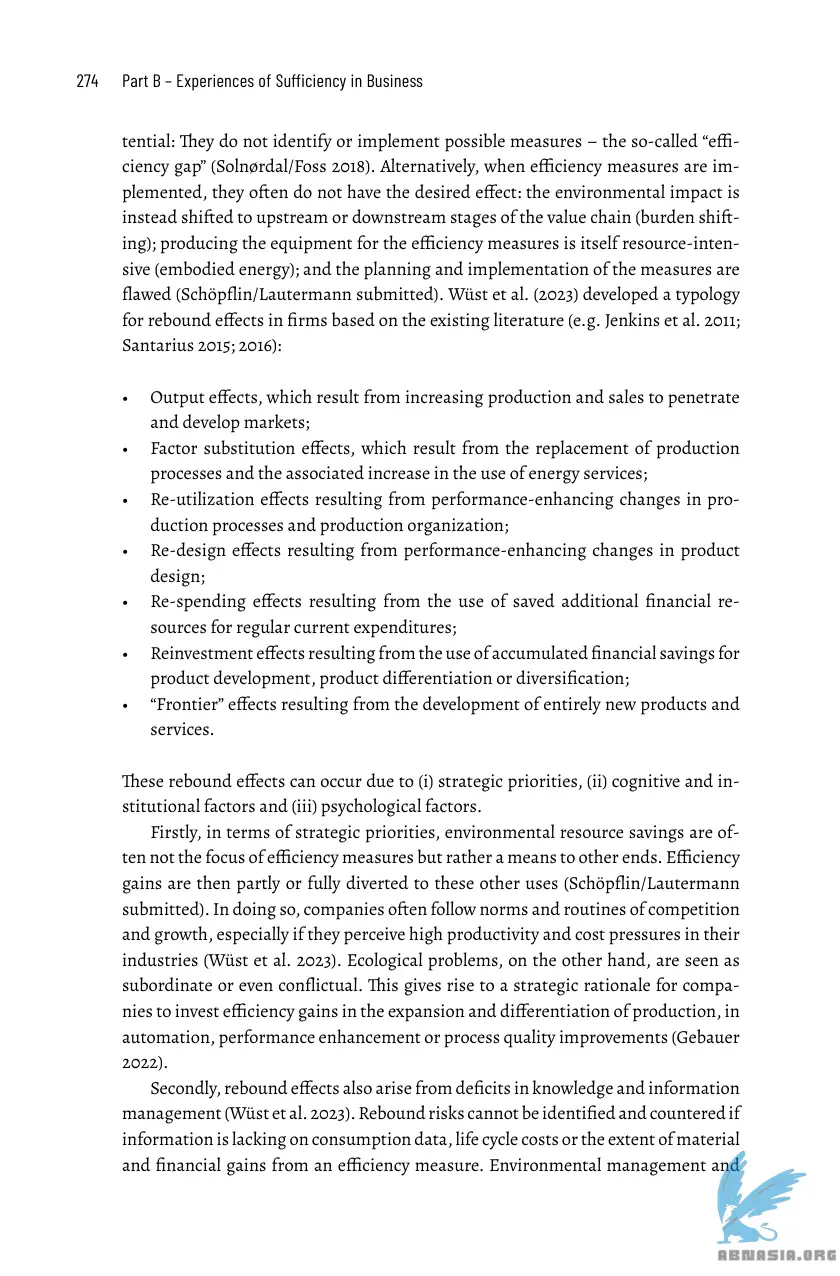 274 Part B – Experiences of Sufficiency in Business
tential: They do not identify or implement possible measures – the so-called “effi-
ciency gap” (Solnørdal/Foss 2018). Alternatively, when efficiency measures are im-
plemented, they often do not have the desired effect: the environmental impact is
instead shifted to upstream or downstream stages of the value chain (burden shift-
ing); producing the equipment for the efficiency measures is itself resource-inten-
sive (embodied energy); and the planning and implementation of the measures are
flawed (Schöpflin/Lautermann submitted). Wüst et al. (2023) developed a typology
for rebound effects in firms based on the existing literature (e.g. Jenkins et al. 2011;
Santarius 2015; 2016):
• Output effects, which result from increasing production and sales to penetrate
and develop markets;
• Factor substitution effects, which result from the replacement of production
processes and the associated increase in the use of energy services;
• Re-utilization effects resulting from performance-enhancing changes in pro-
duction processes and production organization;
• Re-design effects resulting from performance-enhancing changes in product
design;
• Re-spending effects resulting from the use of saved additional financial re-
sources for regular current expenditures;
• Reinvestment effects resulting from the use of accumulated financial savings for
product development, product differentiation or diversification;
• “Frontier” effects resulting from the development of entirely new products and
services.
These rebound effects can occur due to (i) strategic priorities, (ii) cognitive and in-
stitutional factors and (iii) psychological factors.
Firstly, in terms of strategic priorities, environmental resource savings are of-
ten not the focus of efficiency measures but rather a means to other ends. Efficiency
gains are then partly or fully diverted to these other uses (Schöpflin/Lautermann
submitted). In doing so, companies often follow norms and routines of competition
and growth, especially if they perceive high productivity and cost pressures in their
industries (Wüst et al. 2023). Ecological problems, on the other hand, are seen as
subordinate or even conflictual. This gives rise to a strategic rationale for compa-
nies to invest efficiency gains in the expansion and differentiation of production, in
automation, performance enhancement or process quality improvements (Gebauer
2022).
Secondly, rebound effects also arise from deficits in knowledge and information
management (Wüst et al. 2023). Rebound risks cannot be identified and countered if
information is lacking on consumption data, life cycle costs or the extent of material
and financial gains from an efficiency measure. Environmental management and
ABNASIA.ORG